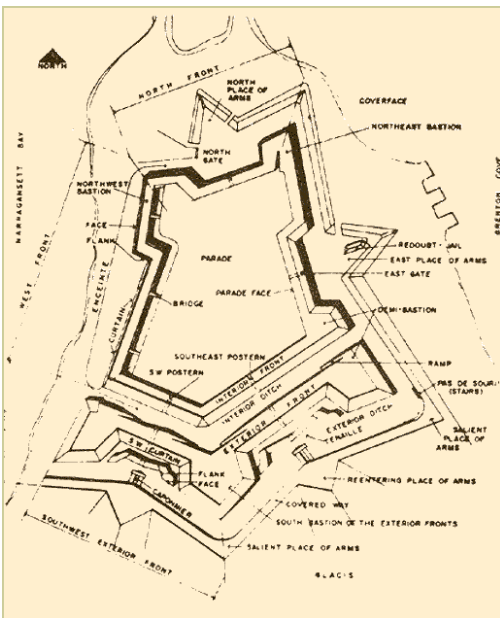 NORTH
NORTH FRONT
NORTH
PLACE OF
ARMS
COVERFACE
NORTHEAST BASTION
NARRAGANSETT BAY
NORTH
GATE
NORTHWEST
BASTION
BRENTON COVE
FACE
FLANK
WEST FRONT
ENCEINTE
CURTAIN
PARADE
REDOUBT-JAIL
EAST PLACE OF ARMS
EAST GATE
PARADE FACE
BRIDGE
DEMI-BASTION
SOUTHEAST POSTERN
SW POSTERN
INTERIOR FRONT
INTERIOR DITCH
EXTERIOR FRONT
RAMP
PAS DE SOURI
(STAIRS)
EXTERIOR DITCH
TENAILLE
SALIENT
PLACE OF
ARMS
S.W. CURTAIN
FLANK
FACE
CAPONNIER
REENTERING PLACE OF ARMS
COVERED WAY
SOUTH BASTION OF THE EXTERIOR FRONTS
SALIENT PLACE OF ARMS
SOUTHWEST EXTERIOR FRONT
GLACIS